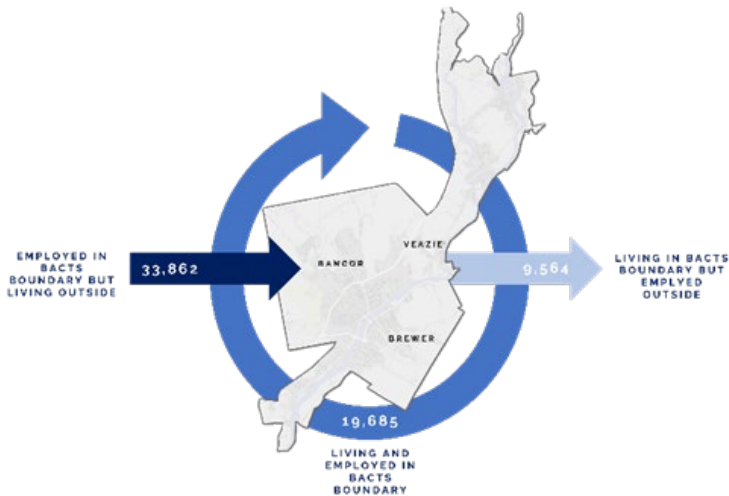 VEAZIE
BANGOR
BREWER
EMPLOYED IN
BACTS
BOUNDARY BUT
LIVING OUTSIDE
33,862
9,564
LIVING IN BACTS
BOUNDARY BUT
EMPLYED
OUTSIDE
19,685
LIVING AND
EMPLOYED IN
BACTS
BOUNDARY